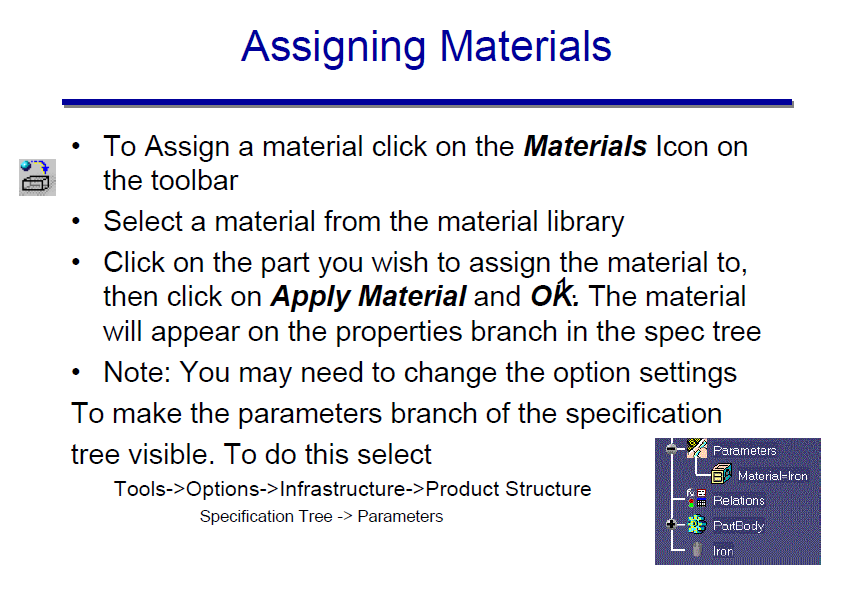 Assigning Materials
• To Assign a material click on the Materials Icon on
the toolbar
• Select a material from the material library
• Click on the part you wish to assign the material to,
then click on Apply Material and OK. The material
will appear on the properties branch in the spec tree
• Note: You may need to change the option settings
To make the parameters branch of the specification
tree visible. To do this select
Tools->Options->Infrastructure->Product Structure
Specification Tree -> Parameters
Parameters
Material=Iron
Relations
PartBody
Iron